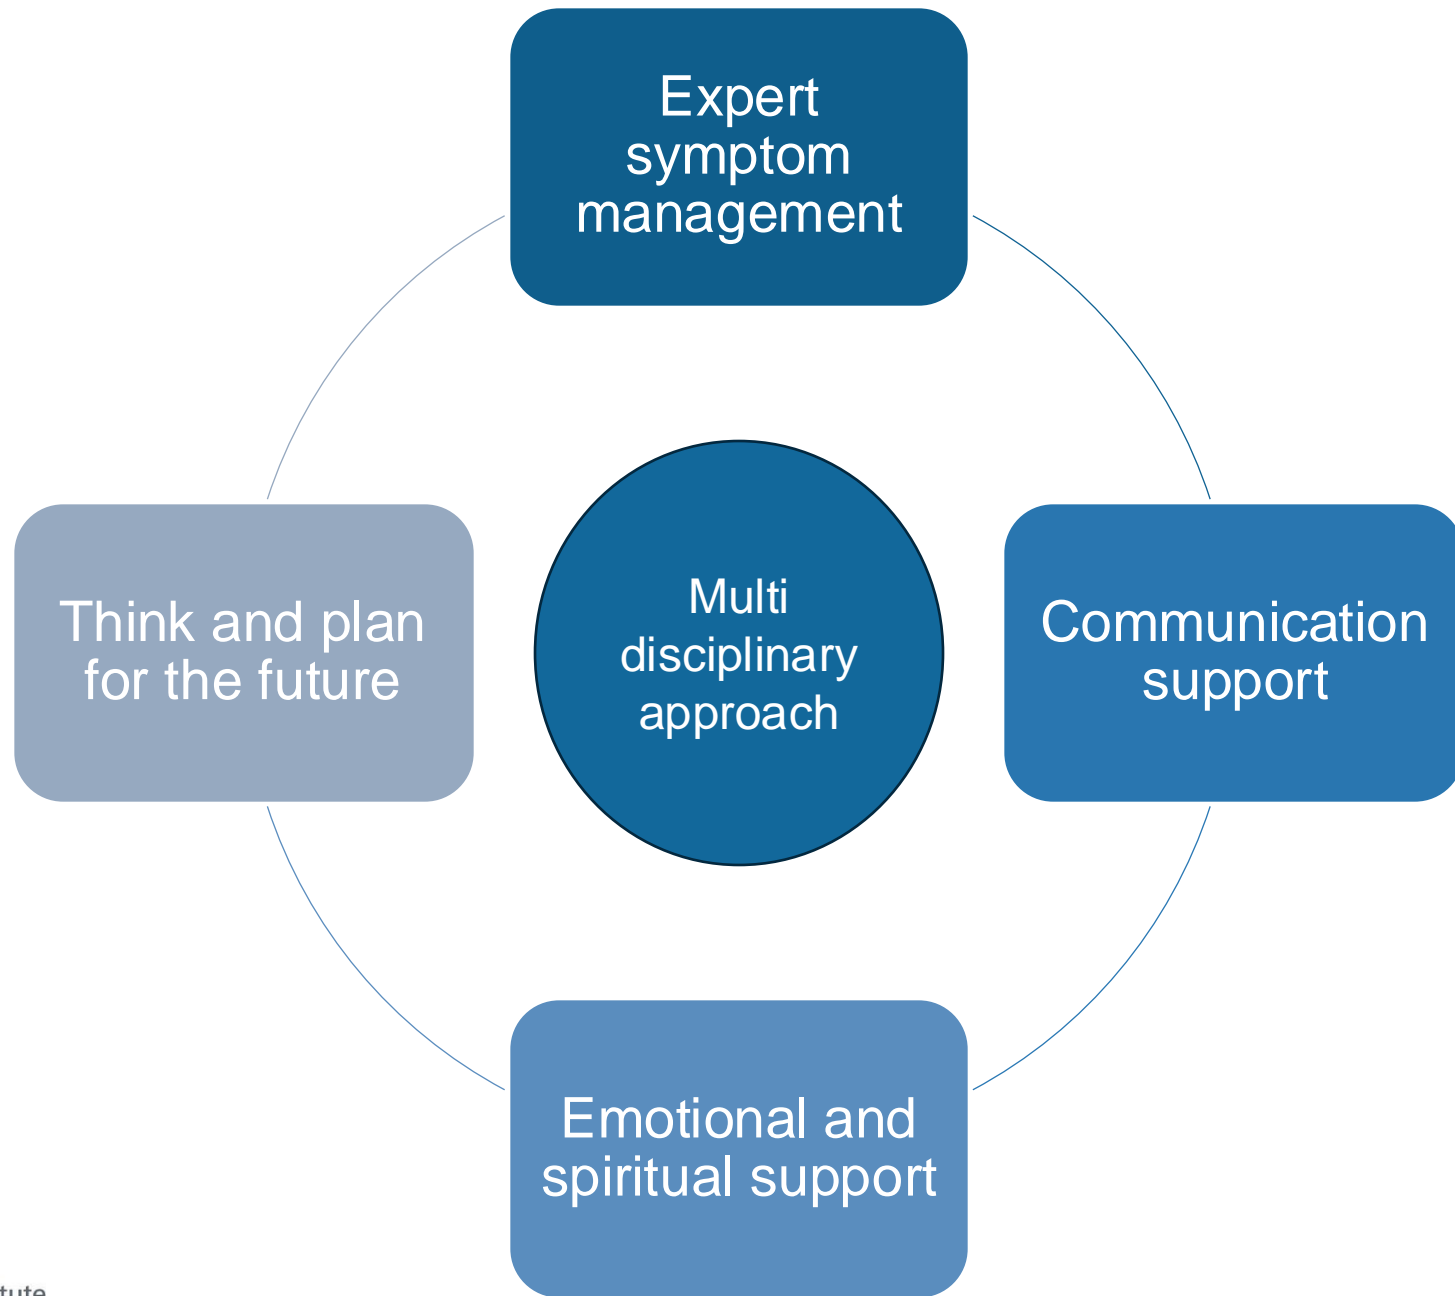 Expert
symptom
management
Think and plan
for the future
Multi
disciplinary
approach
Communication
support
Emotional and
spiritual support